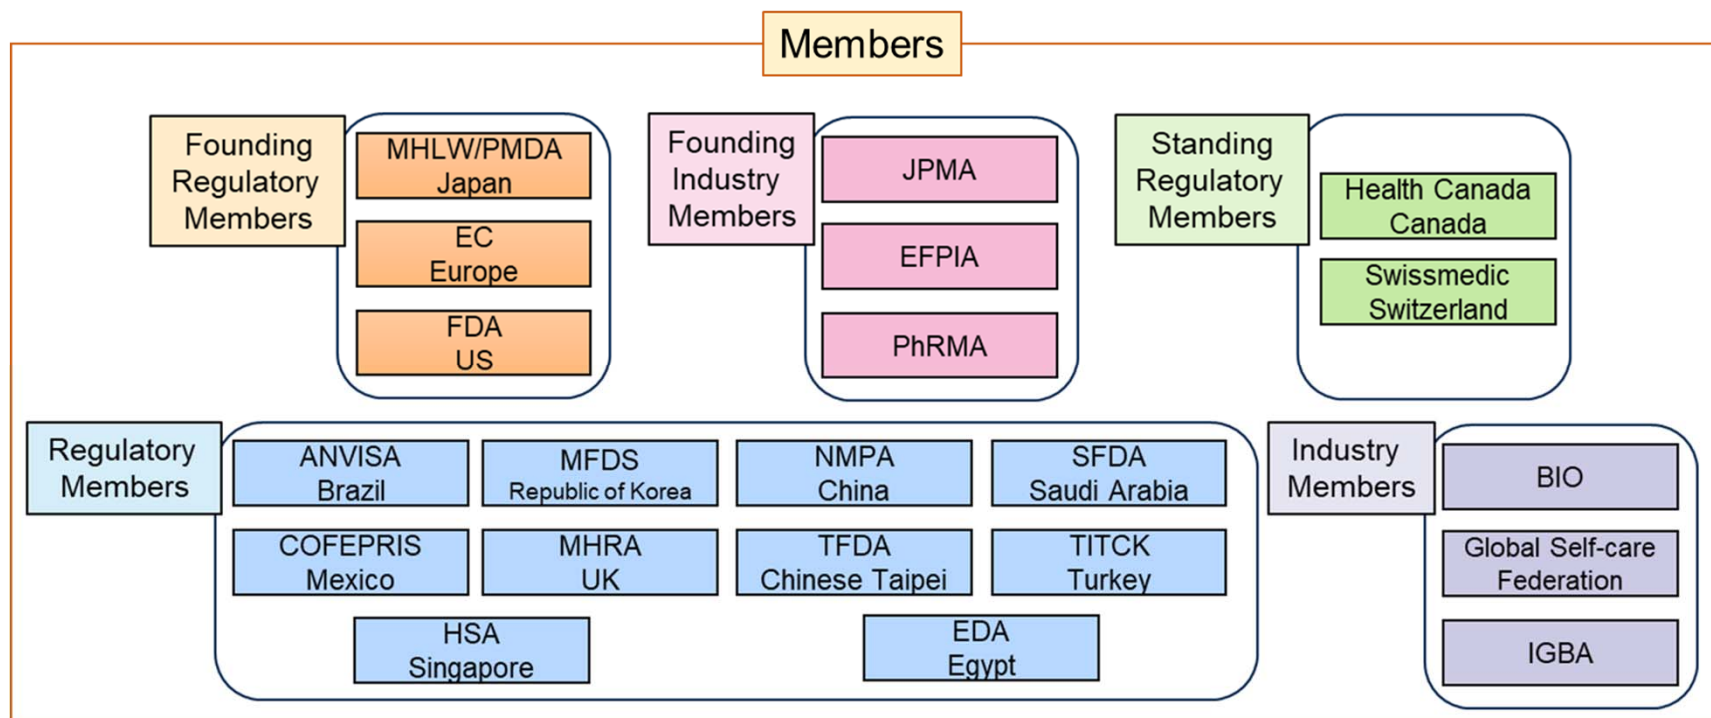 Members
Founding
Regulatory
Members
MHLW/PMDA
Japan
EC
Europe
FDA
US
Founding
Industry
Members
JPMA
EFPIA
PhRMA
Standing
Regulatory
Members
Health Canada
Canada
Swissmedic
Switzerland
Regulatory
Members
ANVISA
Brazil
MFDS
Republic of Korea
NMPA
China
SFDA
Saudi Arabia
COFEPRIS
Mexico
MHRA
UK
TFDA
Chinese Taipei
TITCK
Turkey
HSA
Singapore
EDA
Egypt
Industry
Members
BIO
Global Self-care
Federation
IGBA